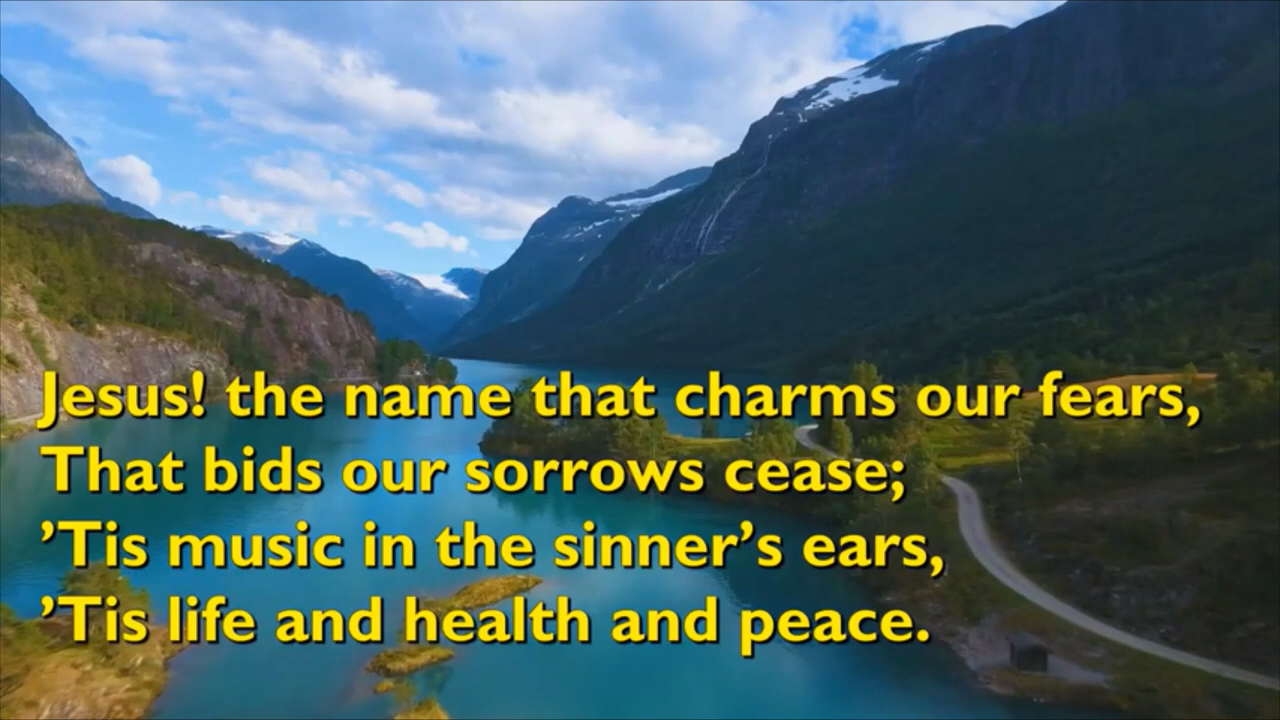 Jesus! the name that charms our fears,
That bids our sorrows cease;
’Tis music in the sinner’s ears,
’Tis life and health and peace.